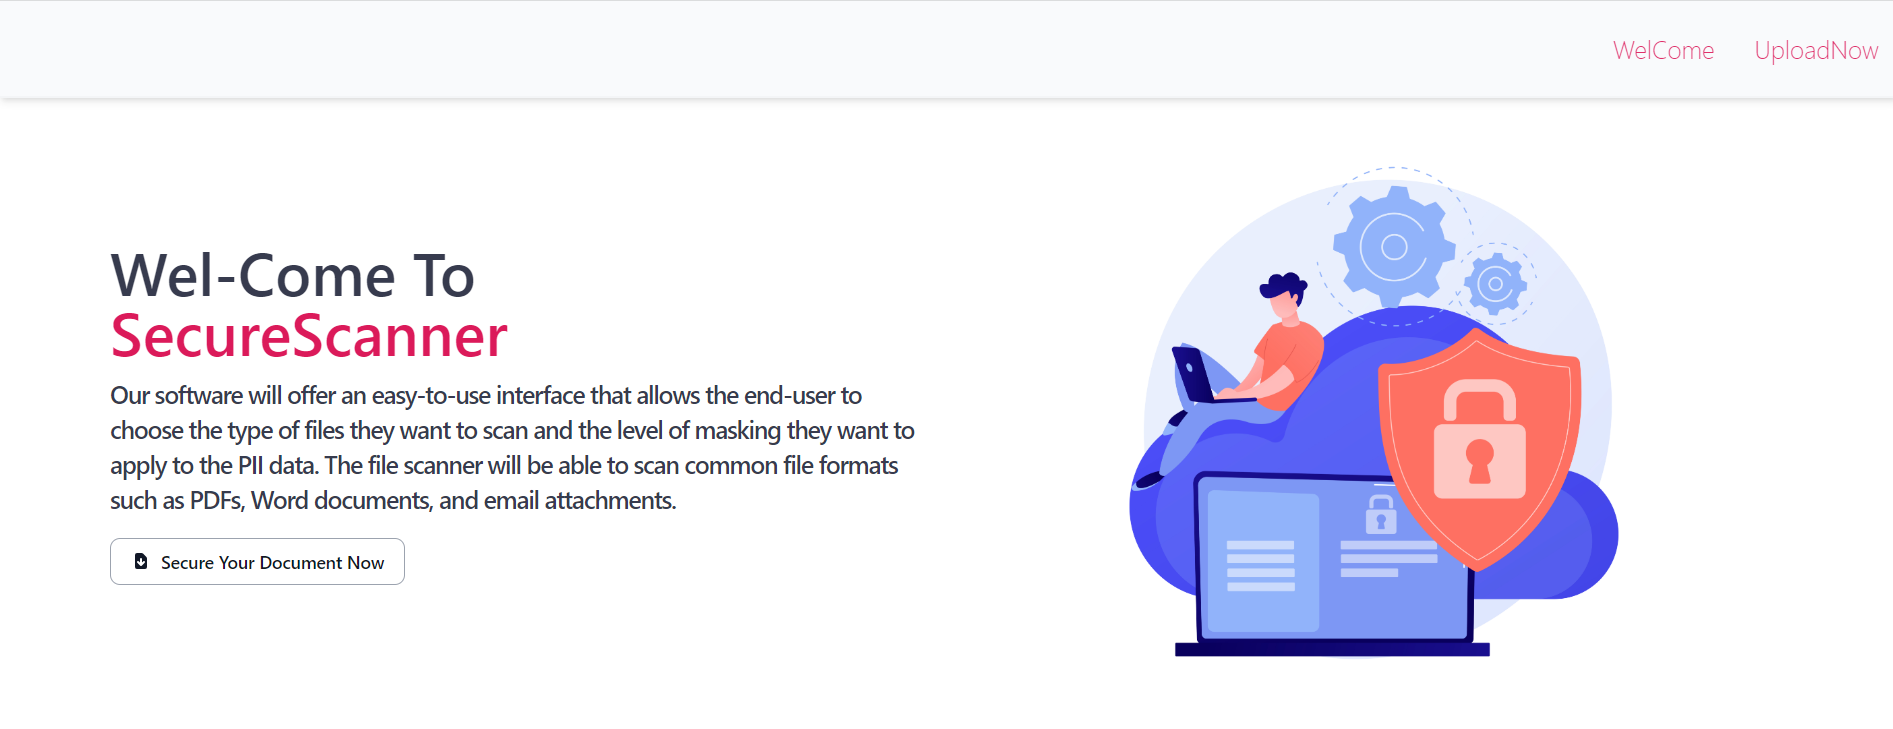 WelCome UploadNow
Wel-Come To
SecureScanner
Our software will offer an easy-to-use interface that allows the end-user to
choose the type of files they want to scan and the level of masking they want to
apply to the PII data. The file scanner will be able to scan common file formats
such as PDFs, Word documents, and email attachments.
Secure Your Document Now